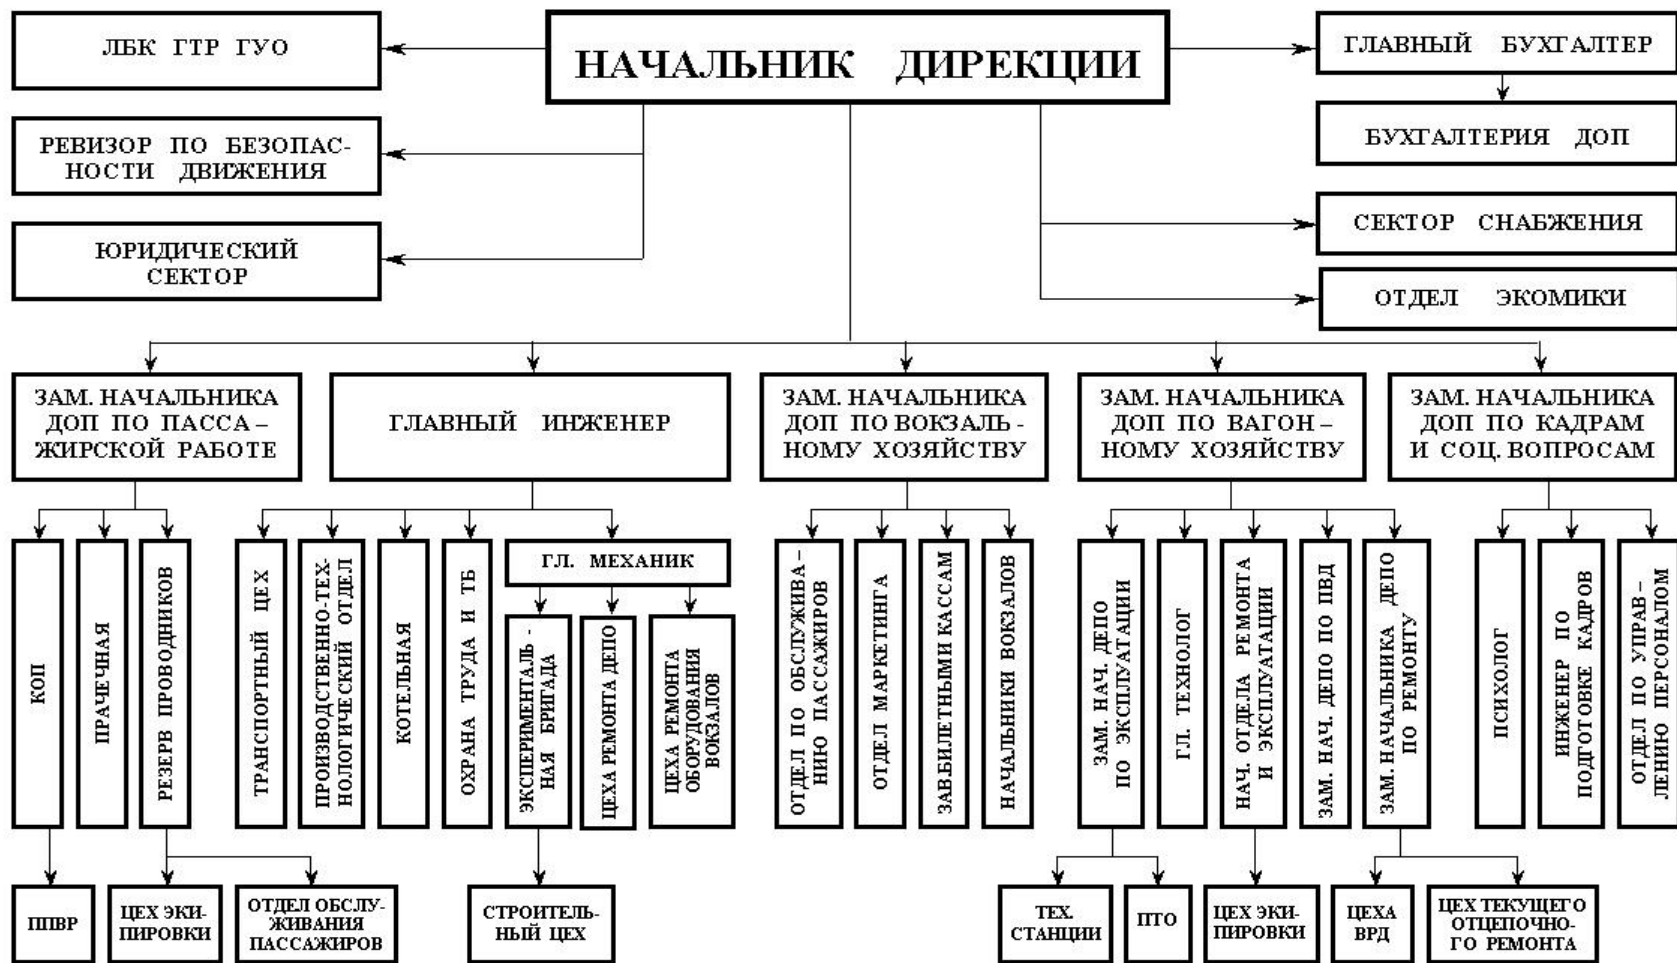 ЛБК ГТР ГУО
НАЧАЛЬНИК ДИРЕКЦИИ
ГЛАВНЫЙ БУХГАЛТЕР
РЕВИЗОР ПО БЕЗОПАС-
НОСТИ ДВИЖЕНИЯ
БУХГАЛТЕРИЯ ДОП
ЮРИДИЧЕСКИЙ
СЕКТОР
СЕКТОР СНАБЖЕНИЯ
ОТДЕЛ ЭКОМИКИ
ЗАМ. НАЧАЛЬНИКА
ДОП ПО ПАССА –
ЖИРСКОЙ РАБОТЕ
ГЛАВНЫЙ ИНЖЕНЕР
ЗАМ. НАЧАЛЬНИКА
ДОП ПО ВОКЗАЛЬ -
НОМУ ХОЗЯЙСТВУ
ЗАМ. НАЧАЛЬНИКА
ДОП ПО ВАГОН –
НОМУ ХОЗЯЙСТВУ
ЗАМ. НАЧАЛЬНИКА
ДОП ПО КАДРАМ
И СОЦ. ВОПРОСАМ
КОП
ПРАЧЕЧНАЯ
РЕЗЕРВ ПРОВОДНИКОВ
ТРАНСПОРТНЫЙ ЦЕХ
ПРОИЗВОДСТВЕННО-ТЕХ-
НОЛОГИЧЕСКИЙ ОТДЕЛ
КОТЕЛЬНАЯ
ОХРАНА ТРУДА И ТБ
ГЛ. МЕХАНИК
ЭКСПЕРИМЕНТАЛЬ -
НАЯ БРИГАДА
ЦЕХА РЕМОНТА ДЕПО
ЦЕХА РЕМОНТА
ОБОРУДОВАНИЯ
ВОКЗАЛОВ
ОТДЕЛ ПО ОБСЛУЖИВА –
НИЮ ПАССАЖИРОВ
ОТДЕЛ МАРКЕТИНГА
ЗАВ.БИЛЕТНЫМИ КАССАМ
НАЧАЛЬНИКИ ВОКЗАЛОВ
ЗАМ. НАЧ. ДЕПО
ПО ЭКСПЛУАТАЦИИ
ГЛ. ТЕХНОЛОГ
НАЧ. ОТДЕЛА РЕМОНТА
И ЭКСПЛУАТАЦИИ
ЗАМ. НАЧ. ДЕПО ПО ПВД
ЗАМ. НАЧАЛЬНИКА ДЕПО
ПО РЕМОНТУ
ПСИХОЛОГ
ИНЖЕНЕР ПО
ПОДГОТОВКЕ КАДРОВ
ОТДЕЛ ПО УПРАВ –
ЛЕНИЮ ПЕРСОНАЛОМ
ППВР
ЦЕХ ЭКИ-
ПИРОВКИ
ОТДЕЛ ОБСЛУ-
ЖИВАНИЯ
ПАССАЖИРОВ
СТРОИТЕЛЬ-
НЫЙ ЦЕХ
ТЕХ.
СТАНЦИИ
ПТО
ЦЕХ ЭКИ-
ПИРОВКИ
ЦЕХА
ВРД
ЦЕХ ТЕКУЩЕГО
ОТЦЕПОЧНО-
ГО РЕМОНТА